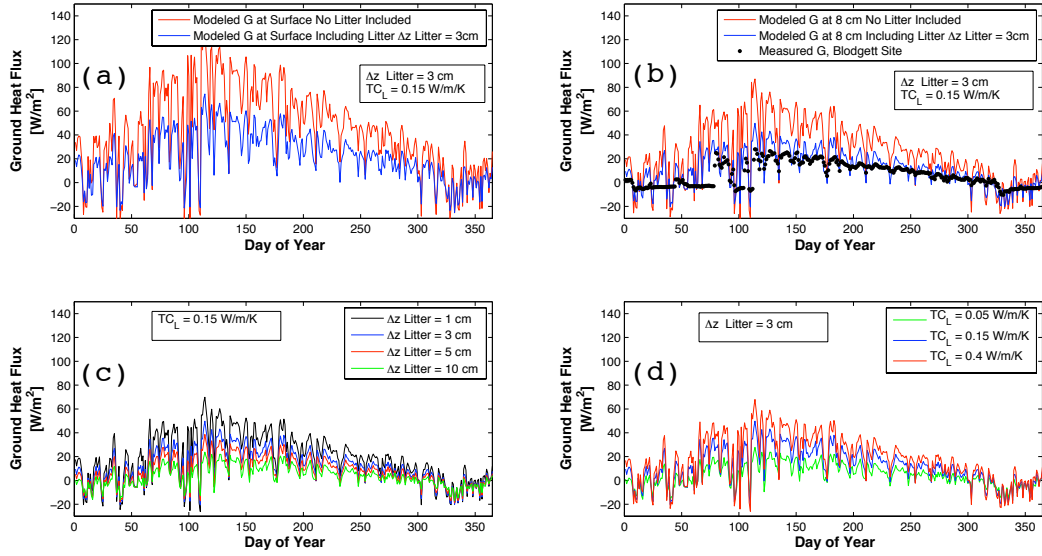 Modeled G at Surface No Litter Included
Modeled G at Surface Including Litter Δz Litter = 3cm
(a)
Δz Litter = 3 cm
TC_L = 0.15 W/m/K
Ground Heat Flux
[W/m²]
140
120
100
80
60
40
20
0
−20
0 50 100 150 200 250 300 350
Day of Year
Modeled G at 8 cm No Litter Included
Modeled G at 8 cm Including Litter Δz Litter = 3cm
Measured G, Blodgett Site
(b)
Δz Litter = 3 cm
TC_L = 0.15 W/m/K
Ground Heat Flux
[W/m²]
140
120
100
80
60
40
20
0
−20
0 50 100 150 200 250 300 350
Day of Year
TC_L = 0.15 W/m/K
Δz Litter = 1 cm
Δz Litter = 3 cm
Δz Litter = 5 cm
Δz Litter = 10 cm
(c)
Ground Heat Flux
[W/m²]
140
120
100
80
60
40
20
0
−20
0 50 100 150 200 250 300 350
Day of Year
Δz Litter = 3 cm
TC_L = 0.05 W/m/K
TC_L = 0.15 W/m/K
TC_L = 0.4 W/m/K
(d)
Ground Heat Flux
[W/m²]
140
120
100
80
60
40
20
0
−20
0 50 100 150 200 250 300 350
Day of Year